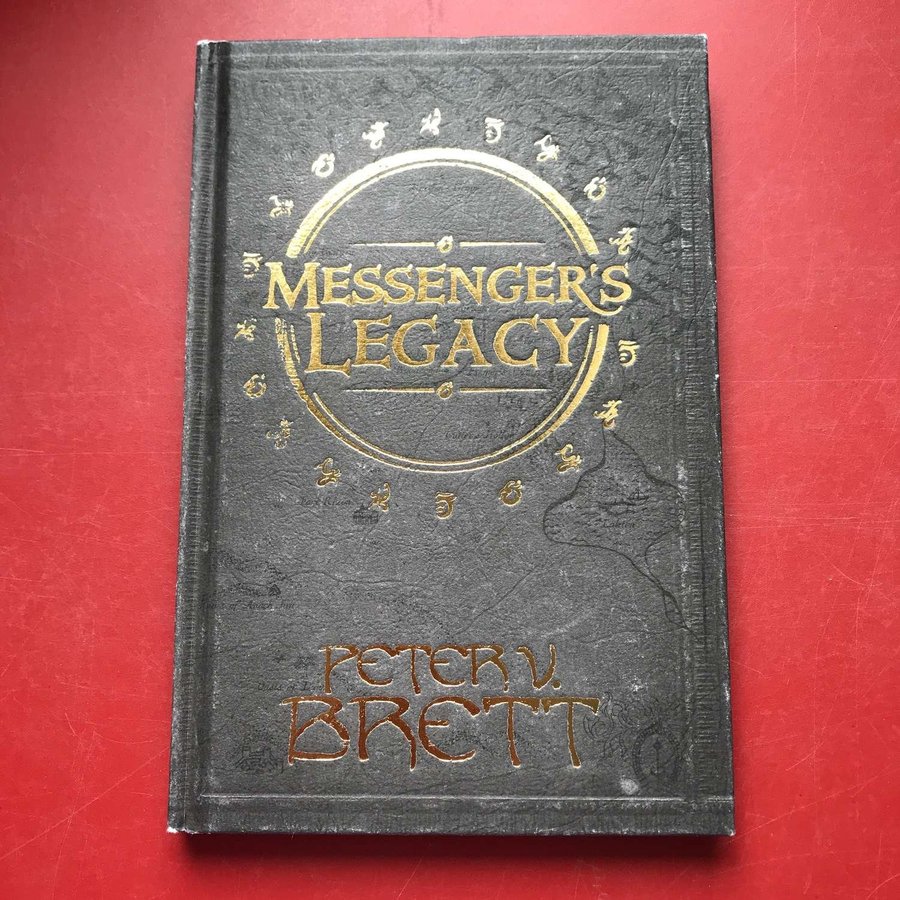 MESSENGER'S
LEGACY
PETER V.
BRETT